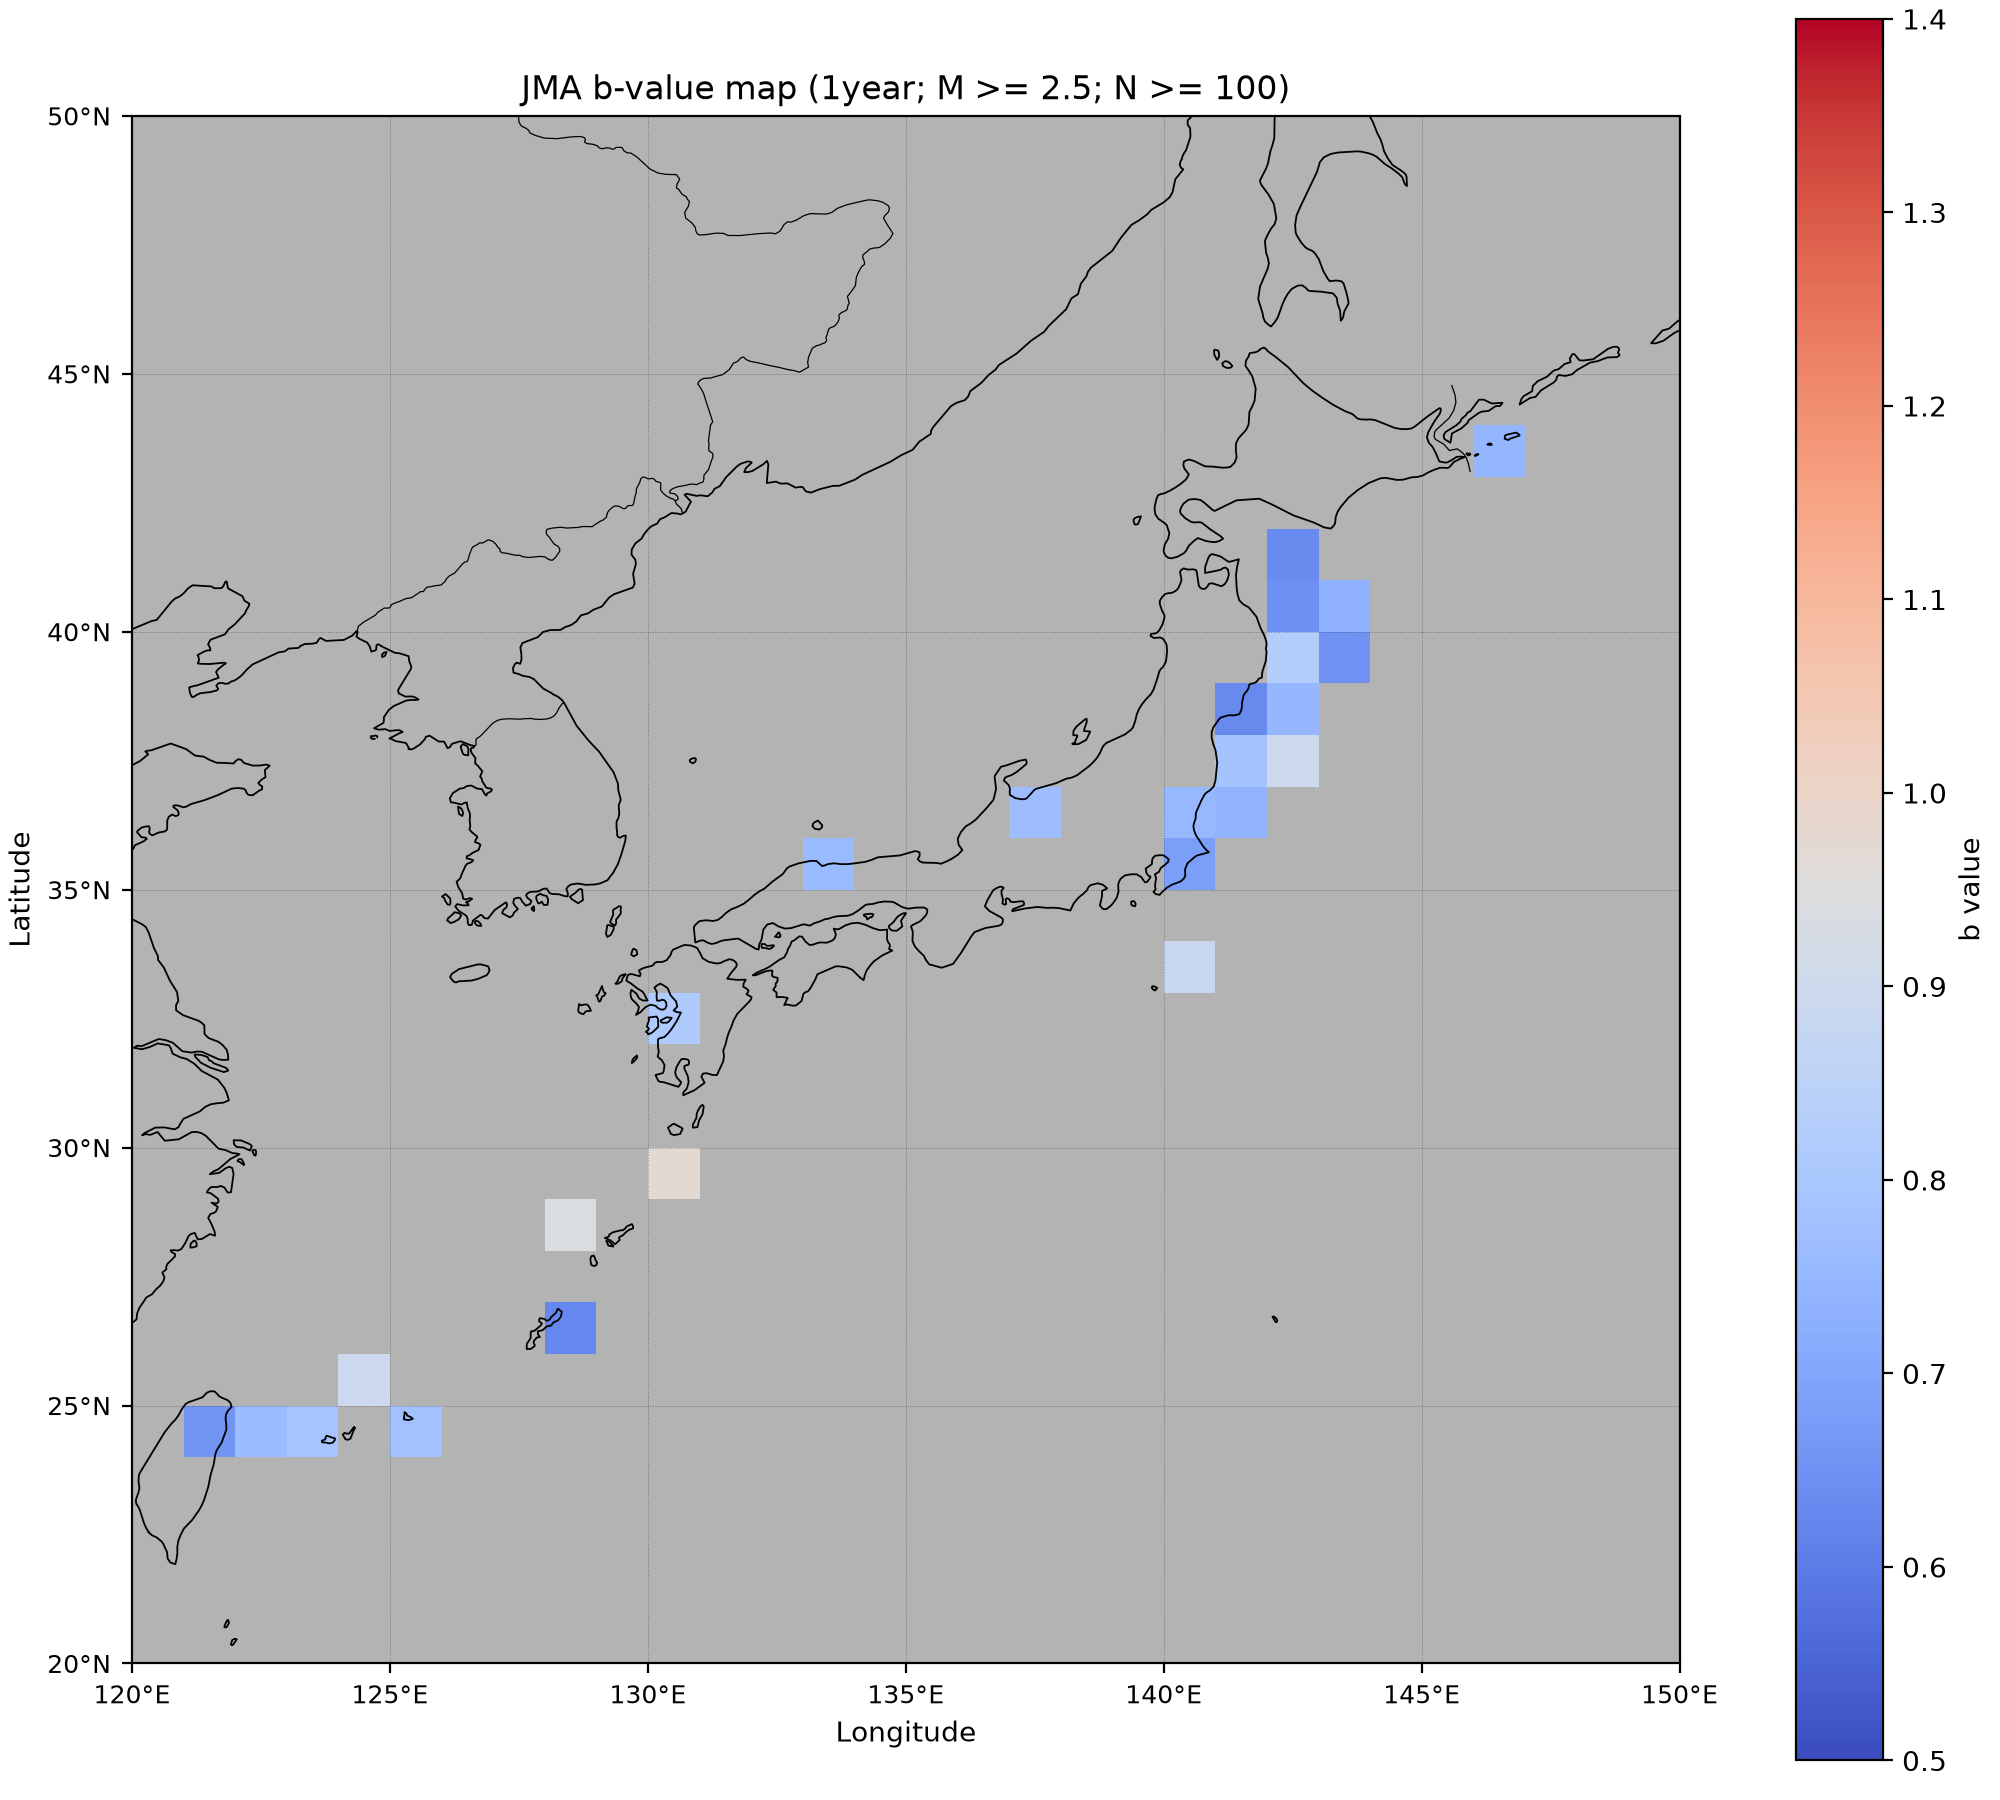 JMA b-value map (1year; M >= 2.5; N >= 100)
50°N
45°N
40°N
35°N
30°N
25°N
20°N
Latitude
120°E
125°E
130°E
135°E
140°E
145°E
150°E
Longitude
1.4
1.3
1.2
1.1
1.0
0.9
0.8
0.7
0.6
0.5
b value